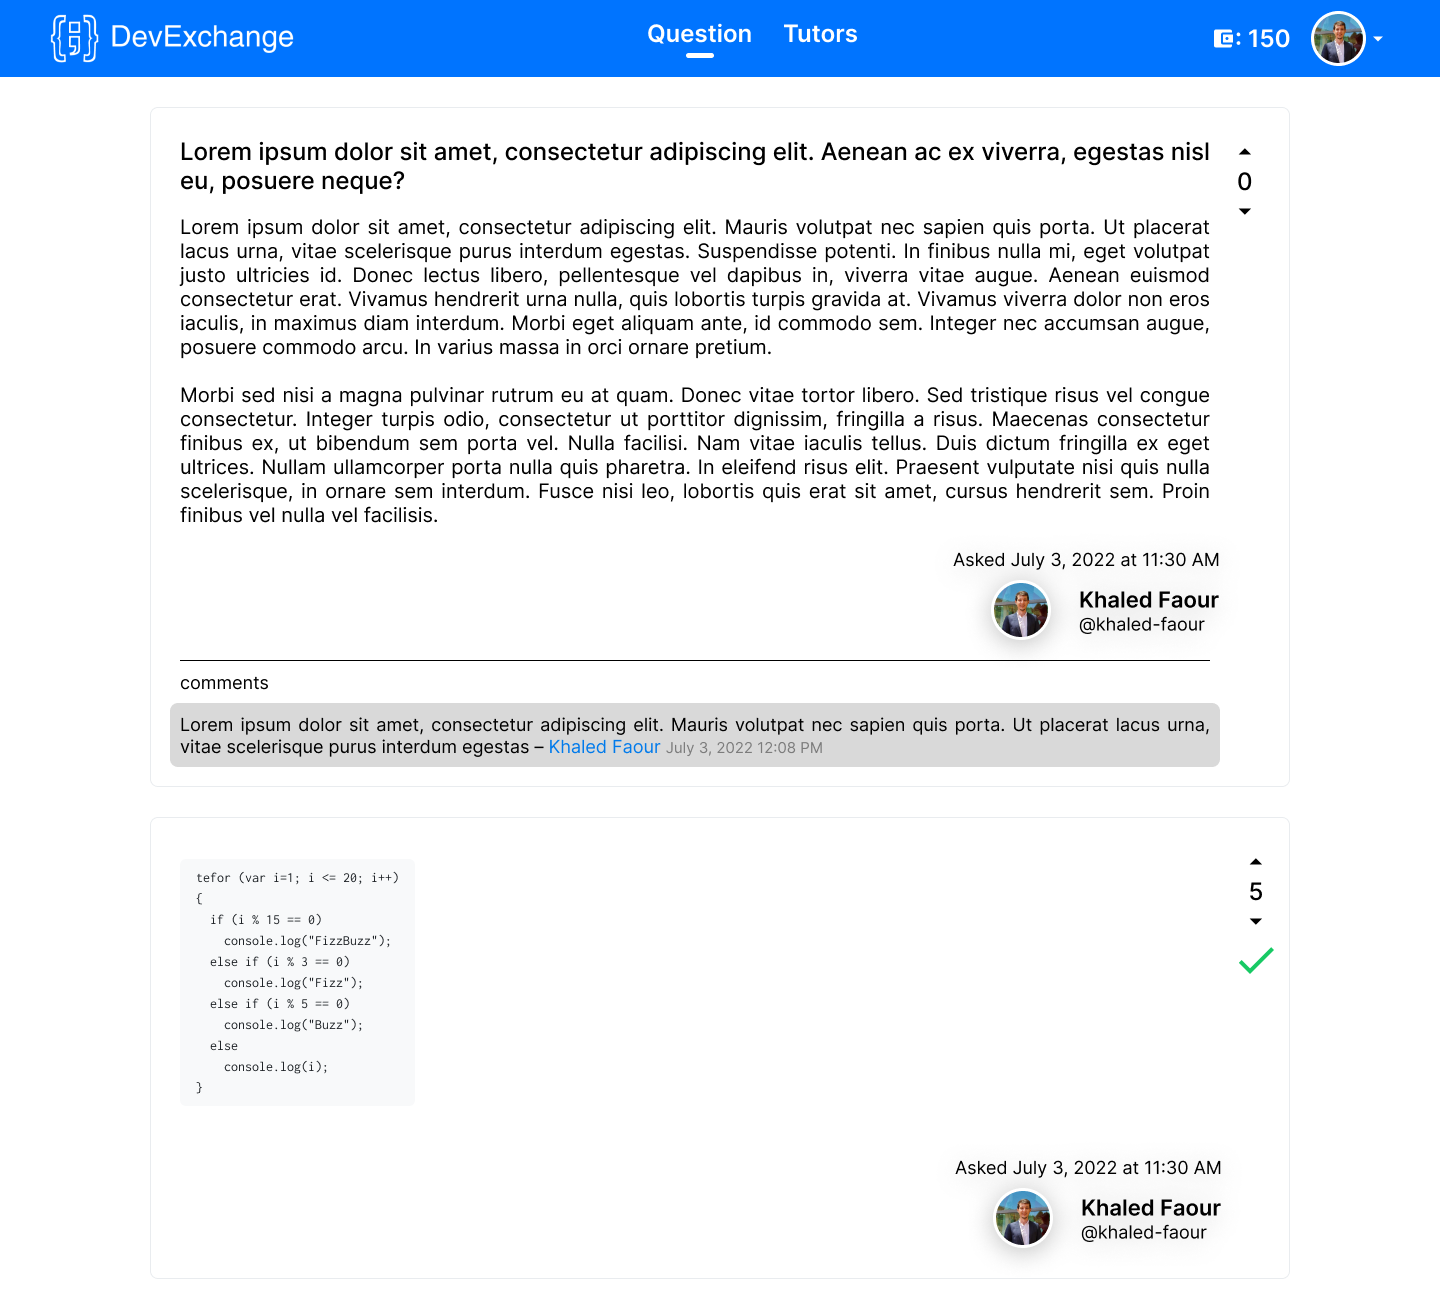 DevExchange
Question Tutors
: 150
Lorem ipsum dolor sit amet, consectetur adipiscing elit. Aenean ac ex viverra, egestas nisl
eu, posuere neque?
0
Lorem ipsum dolor sit amet, consectetur adipiscing elit. Mauris volutpat nec sapien quis porta. Ut placerat
lacus urna, vitae scelerisque purus interdum egestas. Suspendisse potenti. In finibus nulla mi, eget volutpat
justo ultricies id. Donec lectus libero, pellentesque vel dapibus in, viverra vitae augue. Aenean euismod
consectetur erat. Vivamus hendrerit urna nulla, quis lobortis turpis gravida at. Vivamus viverra dolor non eros
iaculis, in maximus diam interdum. Morbi eget aliquam ante, id commodo sem. Integer nec accumsan augue,
posuere commodo arcu. In varius massa in orci ornare pretium.
Morbi sed nisi a magna pulvinar rutrum eu at quam. Donec vitae tortor libero. Sed tristique risus vel congue
consectetur. Integer turpis odio, consectetur ut porttitor dignissim, fringilla a risus. Maecenas consectetur
finibus ex, ut bibendum sem porta vel. Nulla facilisi. Nam vitae iaculis tellus. Duis dictum fringilla ex eget
ultrices. Nullam ullamcorper porta nulla quis pharetra. In eleifend risus elit. Praesent vulputate nisi quis nulla
scelerisque, in ornare sem interdum. Fusce nisi leo, lobortis quis erat sit amet, cursus hendrerit sem. Proin
finibus vel nulla vel facilisis.
Asked July 3, 2022 at 11:30 AM
Khaled Faour
@khaled-faour
comments
Lorem ipsum dolor sit amet, consectetur adipiscing elit. Mauris volutpat nec sapien quis porta. Ut placerat lacus urna,
vitae scelerisque purus interdum egestas – Khaled Faour July 3, 2022 12:08 PM
tefor (var i=1; i <= 20; i++)
{
  if (i % 15 == 0)
    console.log("FizzBuzz");
  else if (i % 3 == 0)
    console.log("Fizz");
  else if (i % 5 == 0)
    console.log("Buzz");
  else
    console.log(i);
}
5
Asked July 3, 2022 at 11:30 AM
Khaled Faour
@khaled-faour